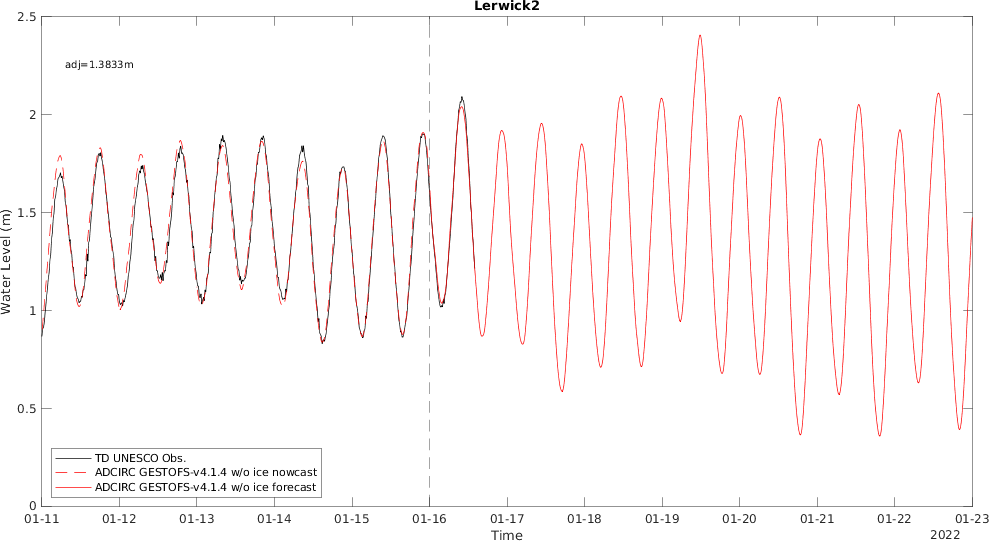 Lerwick2
adj=1.3833m
Water Level (m)
2.5
2
1.5
1
0.5
0
TD UNESCO Obs.
ADCIRC GESTOFS-v4.1.4 w/o ice nowcast
ADCIRC GESTOFS-v4.1.4 w/o ice forecast
01-11 01-12 01-13 01-14 01-15 01-16 01-17 01-18 01-19 01-20 01-21 01-22 01-23
Time
2022